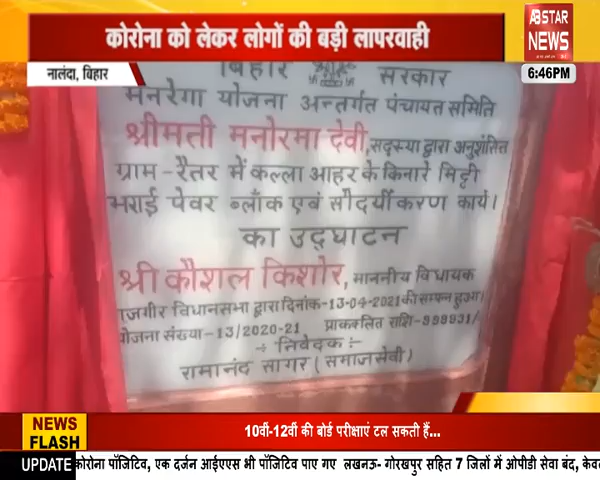 कोरोना को लेकर लोगों की बड़ी लापरवाही
AB STAR
NEWS
नालंदा, बिहार
6:46PM
बिहार सरकार
मनरेगा योजना अन्तर्गत पंचायत समिति
श्रीमती मनोरमा देवी, सदस्या द्वारा अनुशंसित
ग्राम-रैतर में कल्ला आहर के किनारे मिट्टी
भराई पेवर ब्लॉक एवं सौंदर्यीकरण कार्य।
का उद्घाटन
श्री कौशल किशोर, माननीय विधायक
राजगीर विधानसभा द्वारा दिनांक-13-04-2021 को सम्पन्न हुआ।
योजना संख्या-13/2020-21 प्राक्कलित राशि-999931/-
निवेदक :-
रामानंद सागर (समाजसेवी)
NEWS
FLASH
10वीं-12वीं की बोर्ड परीक्षाएं टल सकती हैं...
UPDATE
कोरोना पॉजिटिव, एक दर्जन आईएएस भी पॉजिटिव पाए गए लखनऊ- गोरखपुर सहित 7 जिलों में ओपीडी सेवा बंद, केव